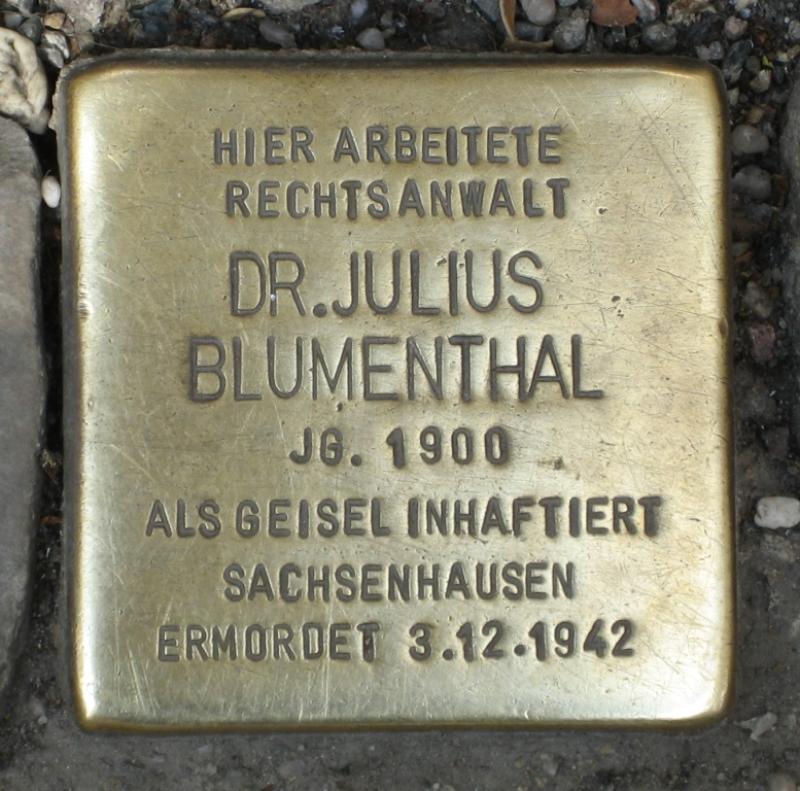 HIER ARBEITETE
RECHTSANWALT
DR. JULIUS
BLUMENTHAL
JG. 1900
ALS GEISEL INHAFTIERT
SACHSENHAUSEN
ERMORDET 3.12.1942